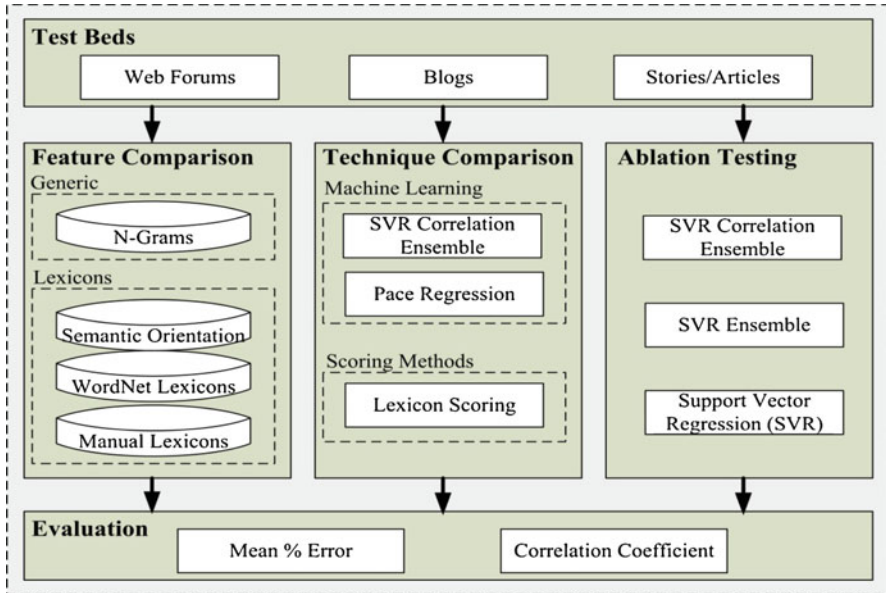 Test Beds
Web Forums
Blogs
Stories/Articles
Feature Comparison
Generic
N-Grams
Lexicons
Semantic Orientation
WordNet Lexicons
Manual Lexicons
Technique Comparison
Machine Learning
SVR Correlation
Ensemble
Pace Regression
Scoring Methods
Lexicon Scoring
Ablation Testing
SVR Correlation
Ensemble
SVR Ensemble
Support Vector
Regression (SVR)
Evaluation
Mean % Error
Correlation Coefficient